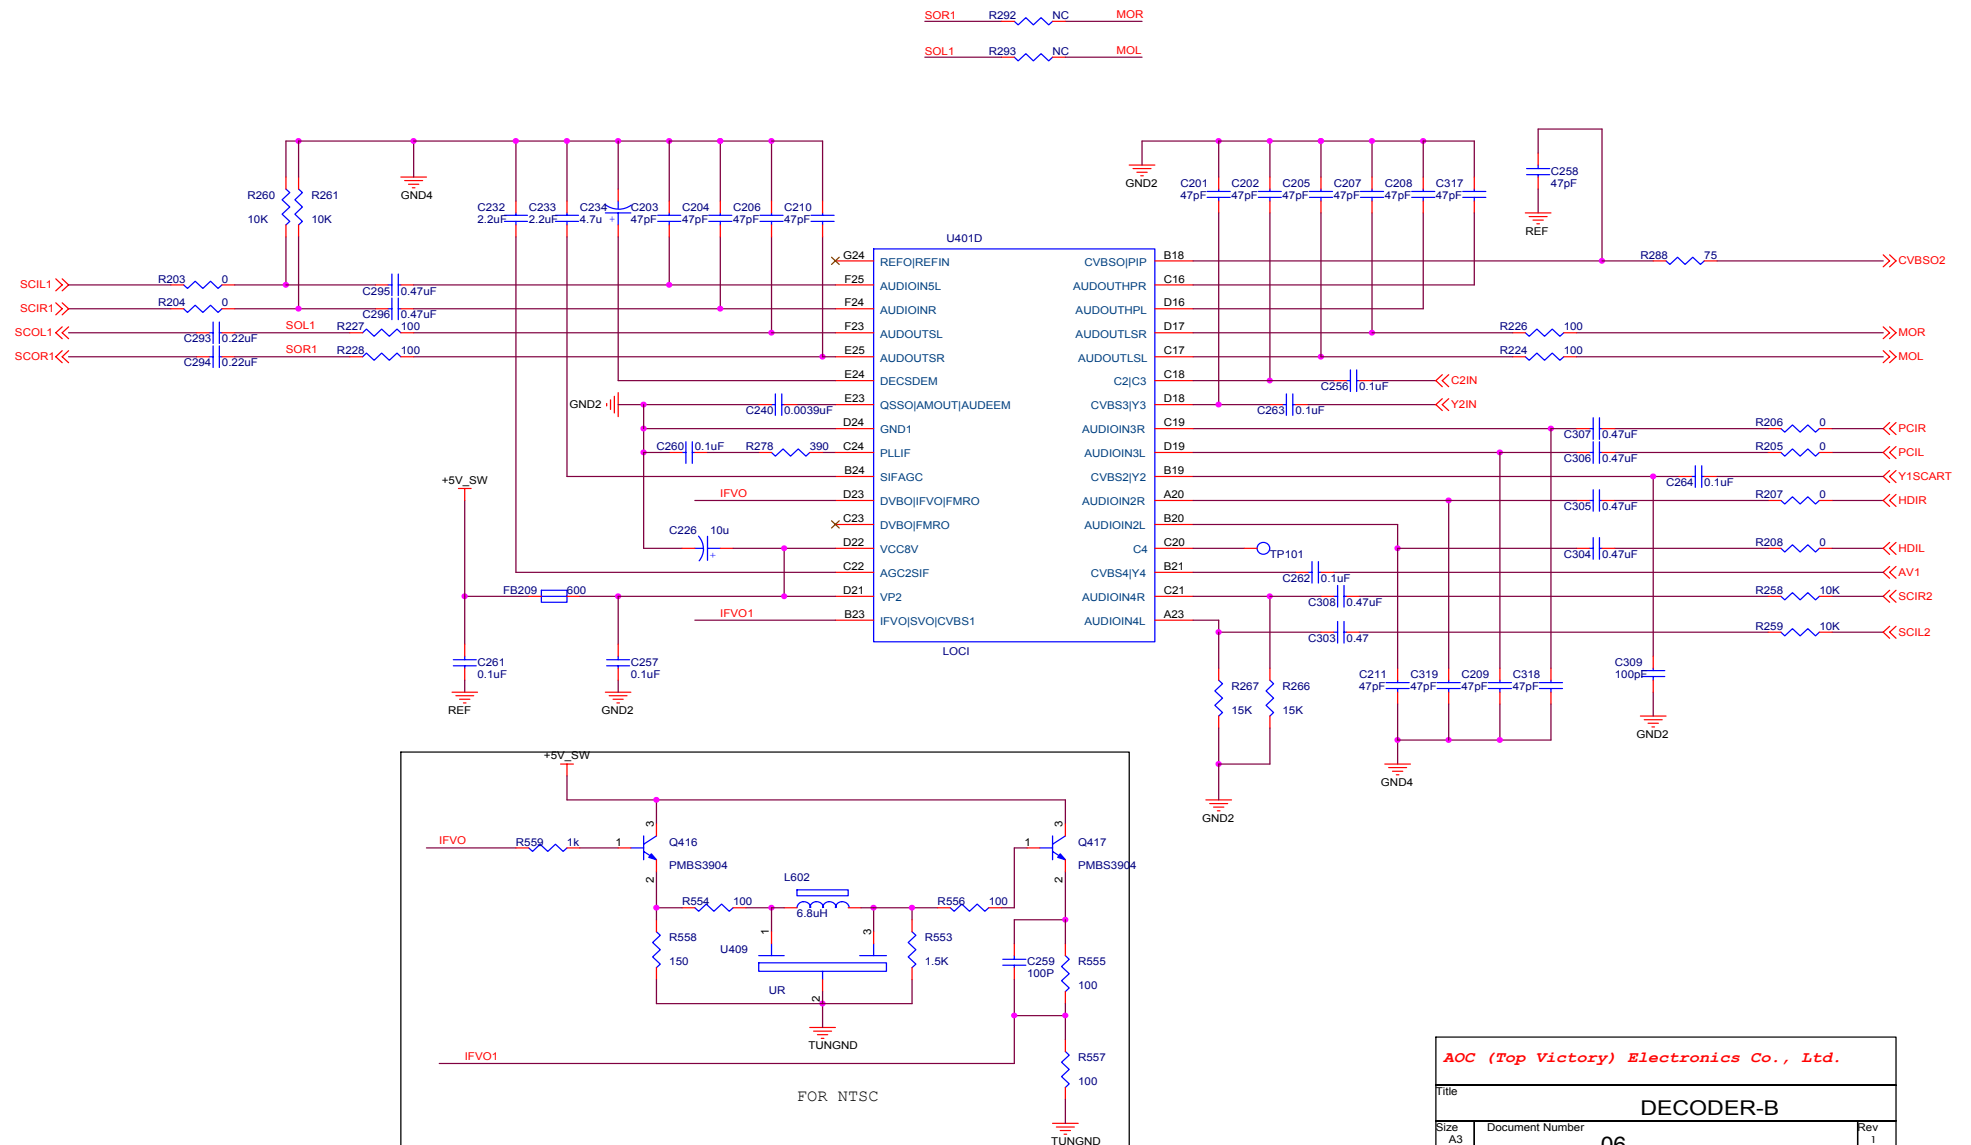 SOR1 R292 NC MOR
SOL1 R293 NC MOL
R260 10K
R261 10K
GND4
C232 2.2uF
C233 2.2uF
C234 4.7u
+
C203 47pF
C204 47pF
C206 47pF
C210 47pF
GND2
C201 47pF
C202 47pF
C205 47pF
C207 47pF
C208 47pF
C317 47pF
C258 47pF
REF
U401D
G24 REFO|REFIN
F25 AUDIOIN5L
F24 AUDIOINR
F23 AUDOUTSL
E25 AUDOUTSR
E24 DECSDEM
E23 QSSO|AMOUT|AUDEEM
D24 GND1
C24 PLLIF
B24 SIFAGC
D23 DVBO|IFVO|FMRO
C23 DVBO|FMRO
D22 VCC8V
C22 AGC2SIF
D21 VP2
B23 IFVO|SVO|CVBS1
CVBSO|PIP B18
AUDOUTHPR C16
AUDOUTHPL D16
AUDOUTLSR D17
AUDOUTLSL C17
C2|C3 C18
CVBS3|Y3 D18
AUDIOIN3R C19
AUDIOIN3L D19
CVBS2|Y2 B19
AUDIOIN2R A20
AUDIOIN2L B20
C4 C20
CVBS4|Y4 B21
AUDIOIN4R C21
AUDIOIN4L A23
LOCI
SCIL1 R203 0 C295 0.47uF
SCIR1 R204 0 C296 0.47uF
SCOL1 C293 0.22uF SOL1 R227 100
SCOR1 C294 0.22uF SOR1 R228 100
GND2 C240 0.0039uF
C260 0.1uF R278 390
+5V_SW
IFVO
C226 10u
+
FB209 600
IFVO1
C261 0.1uF
REF
C257 0.1uF
GND2
R288 75 CVBSO2
R226 100 MOR
R224 100 MOL
C256 0.1uF C2IN
C263 0.1uF Y2IN
C307 0.47uF R206 0 PCIR
C306 0.47uF R205 0 PCIL
C264 0.1uF Y1SCART
C305 0.47uF R207 0 HDIR
TP101
C304 0.47uF R208 0 HDIL
C262 0.1uF AV1
C308 0.47uF R258 10K SCIR2
C303 0.47 R259 10K SCIL2
R267 15K
R266 15K
GND2
C211 47pF
C319 47pF
C209 47pF
C318 47pF
GND4
C309 100pF
GND2
+5V_SW
IFVO R559 1k
1 3 2 Q416 PMBS3904
1 3 2 Q417 PMBS3904
L602 6.8uH
R554 100
R556 100
R558 150
U409
1 3 2
UR
R553 1.5K
C259 100P
R555 100
TUNGND
IFVO1
R557 100
FOR NTSC
TUNGND
AOC (Top Victory) Electronics Co., Ltd.
Title
DECODER-B
Size Document Number Rev
A3 06 1